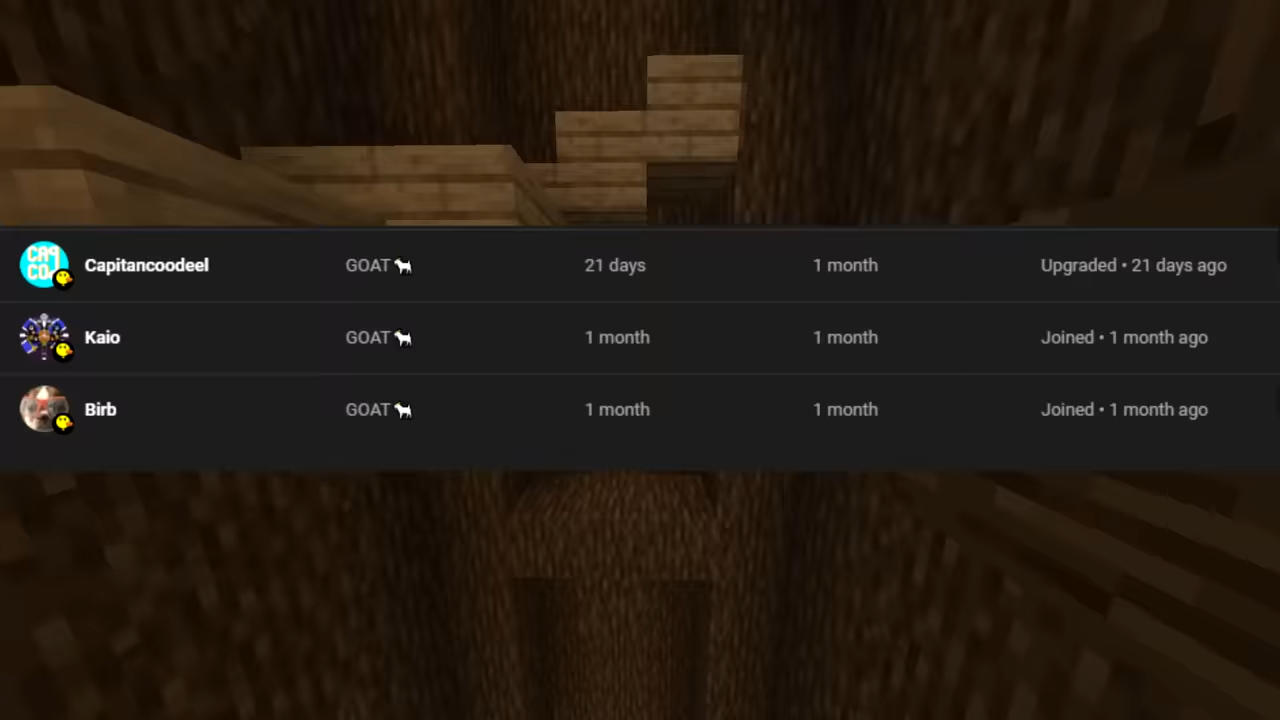 Capitancoodeel GOAT🐐 21 days 1 month Upgraded • 21 days ago
Kaio GOAT🐐 1 month 1 month Joined • 1 month ago
Birb GOAT🐐 1 month 1 month Joined • 1 month ago